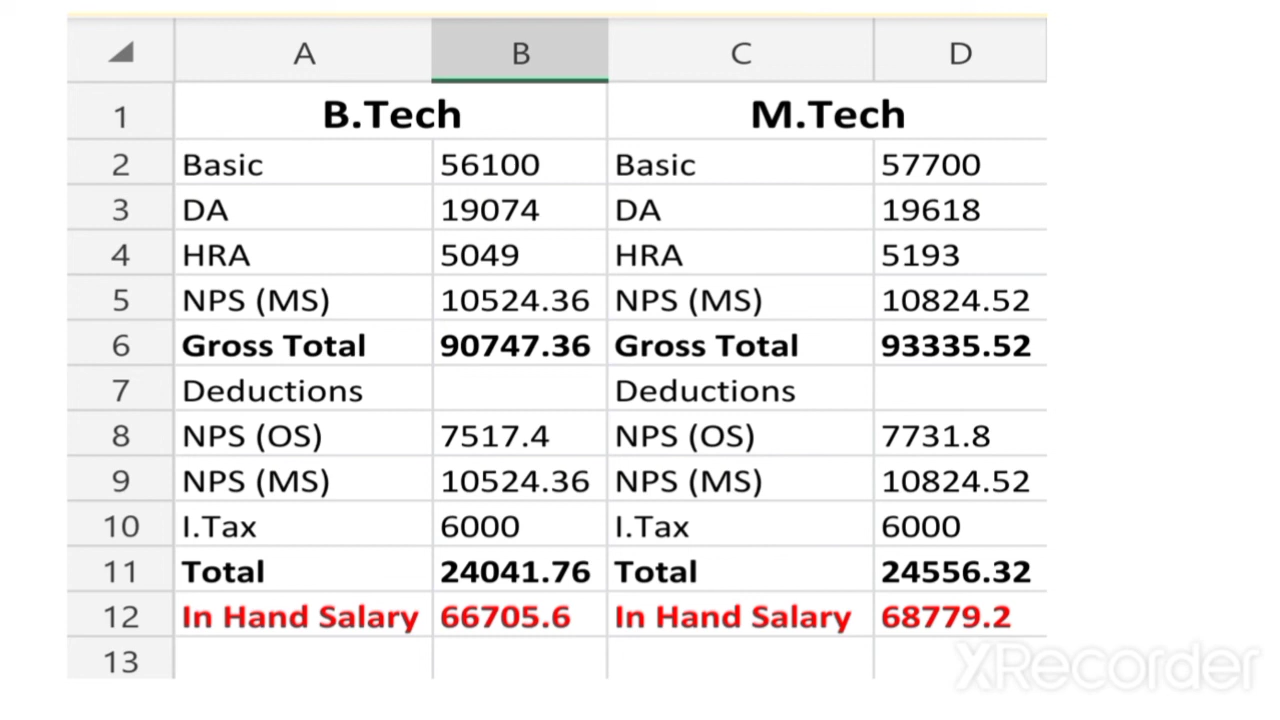 A B C D
1 B.Tech M.Tech
2 Basic 56100 Basic 57700
3 DA 19074 DA 19618
4 HRA 5049 HRA 5193
5 NPS (MS) 10524.36 NPS (MS) 10824.52
6 Gross Total 90747.36 Gross Total 93335.52
7 Deductions Deductions
8 NPS (OS) 7517.4 NPS (OS) 7731.8
9 NPS (MS) 10524.36 NPS (MS) 10824.52
10 I.Tax 6000 I.Tax 6000
11 Total 24041.76 Total 24556.32
12 In Hand Salary 66705.6 In Hand Salary 68779.2
13
XRecorder